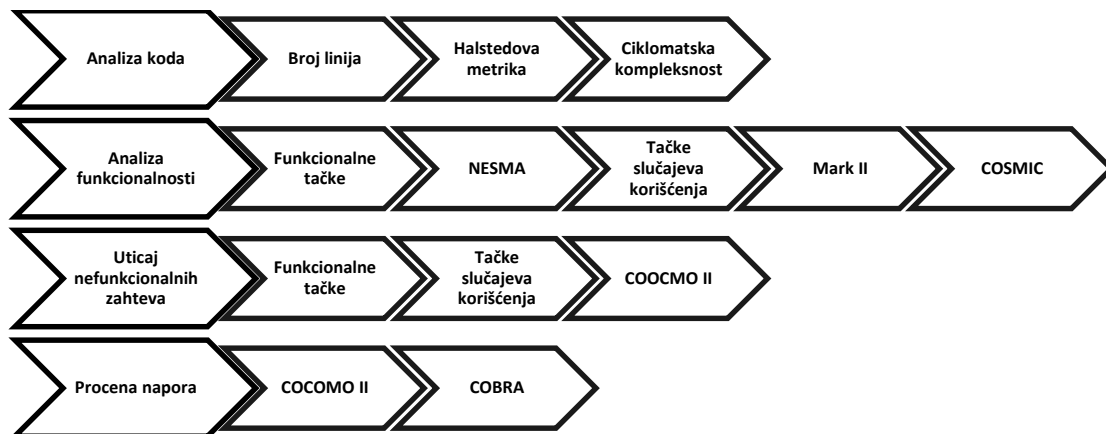 Analiza koda
Broj linija
Halstedova
metrika
Ciklomatska
kompleksnost
Analiza
funkcionalnosti
Funkcionalne
tačke
NESMA
Tačke
slučajeva
korišćenja
Mark II
COSMIC
Uticaj
nefunkcionalnih
zahteva
Funkcionalne
tačke
Tačke
slučajeva
korišćenja
COOCMO II
Procena napora
COCOMO II
COBRA